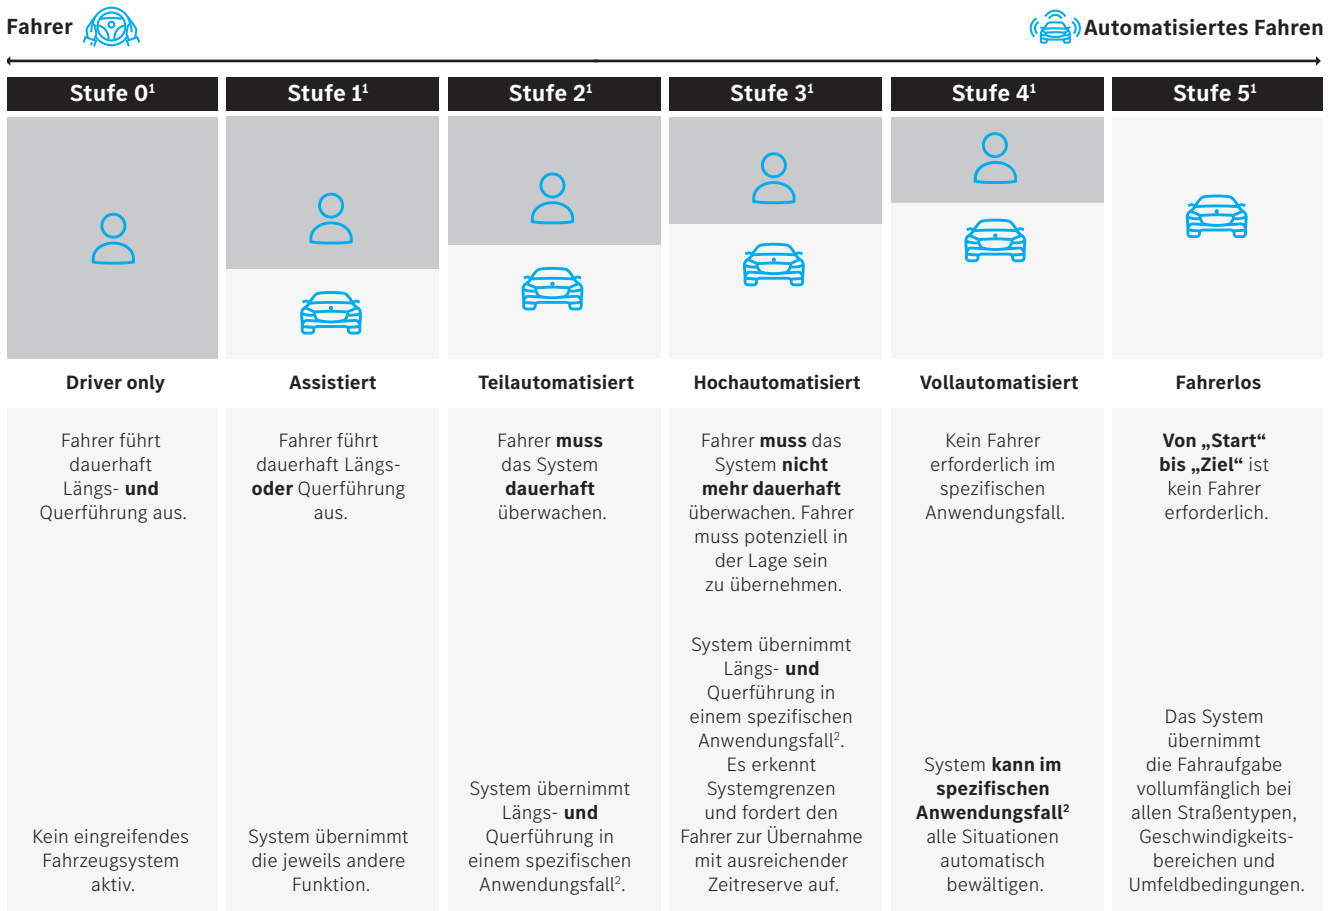 Fahrer
Automatisiertes Fahren
Stufe 0¹
Stufe 1¹
Stufe 2¹
Stufe 3¹
Stufe 4¹
Stufe 5¹
Driver only
Assistiert
Teilautomatisiert
Hochautomatisiert
Vollautomatisiert
Fahrerlos
Fahrer führt
dauerhaft
Längs- und
Querführung aus.
Kein eingreifendes
Fahrzeugsystem
aktiv.
Fahrer führt
dauerhaft Längs-
oder Querführung
aus.
System übernimmt
die jeweils andere
Funktion.
Fahrer muss
das System
dauerhaft
überwachen.
System übernimmt
Längs- und
Querführung in
einem spezifischen
Anwendungsfall².
Fahrer muss das
System nicht
mehr dauerhaft
überwachen. Fahrer
muss potenziell in
der Lage sein
zu übernehmen.
System übernimmt
Längs- und
Querführung in
einem spezifischen
Anwendungsfall².
Es erkennt
Systemgrenzen
und fordert den
Fahrer zur Übernahme
mit ausreichender
Zeitreserve auf.
Kein Fahrer
erforderlich im
spezifischen
Anwendungsfall.
System kann im
spezifischen
Anwendungsfall²
alle Situationen
automatisch
bewältigen.
Von „Start“
bis „Ziel“ ist
kein Fahrer
erforderlich.
Das System
übernimmt
die Fahraufgabe
vollumfänglich bei
allen Straßentypen,
Geschwindigkeits-
bereichen und
Umfeldbedingungen.